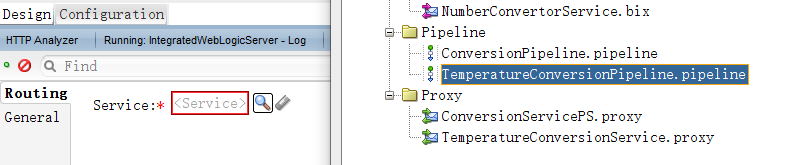 Design Configuration
HTTP Analyzer Running: IntegratedWebLogicServer - Log
Find
Routing
General
Service:* <Service>
NumberConvertorService.bix
Pipeline
ConversionPipeline.pipeline
TemperatureConversionPipeline.pipeline
Proxy
ConversionServicePS.proxy
TemperatureConversionService.proxy